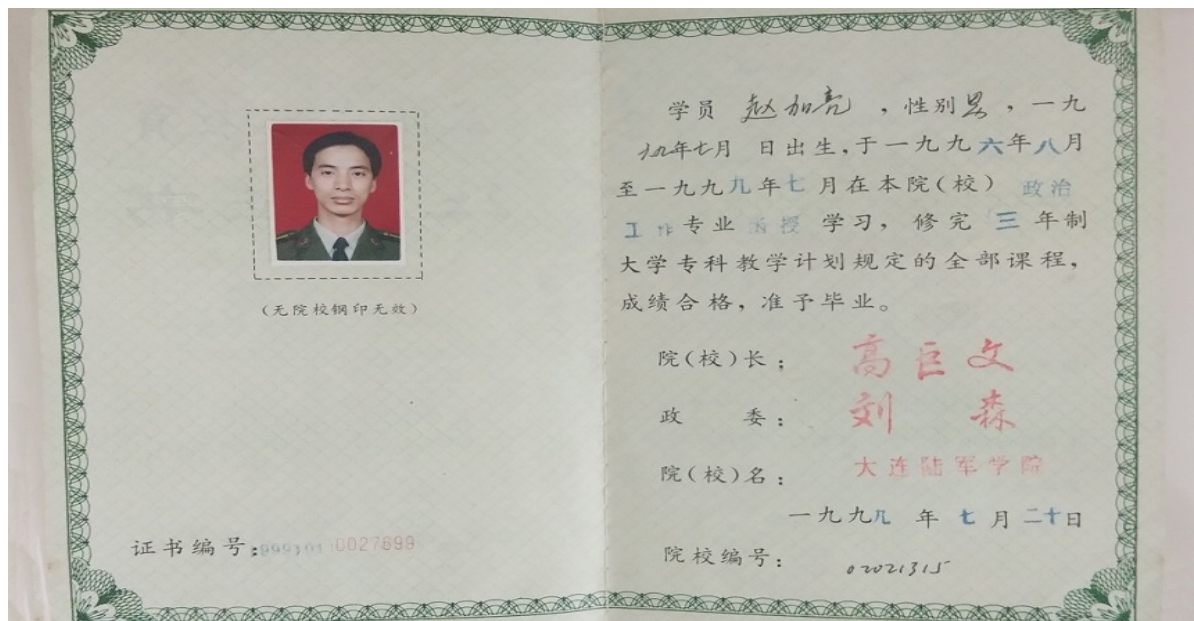 (无院校钢印无效)
证书编号:0027699
学员 赵加亮 ,性别男,一九
年七月 日出生,于一九九六年八月
至一九九九年七月在本院(校) 政治
工作专业 函授 学习, 修完 三 年制
大学专科教学计划规定的全部课程,
成绩合格,准予毕业。
院(校)长: 高巨文
政 委: 刘 森
院(校)名: 大连陆军学院
一九九九 年 七 月 二十日
院校编号: 02021315